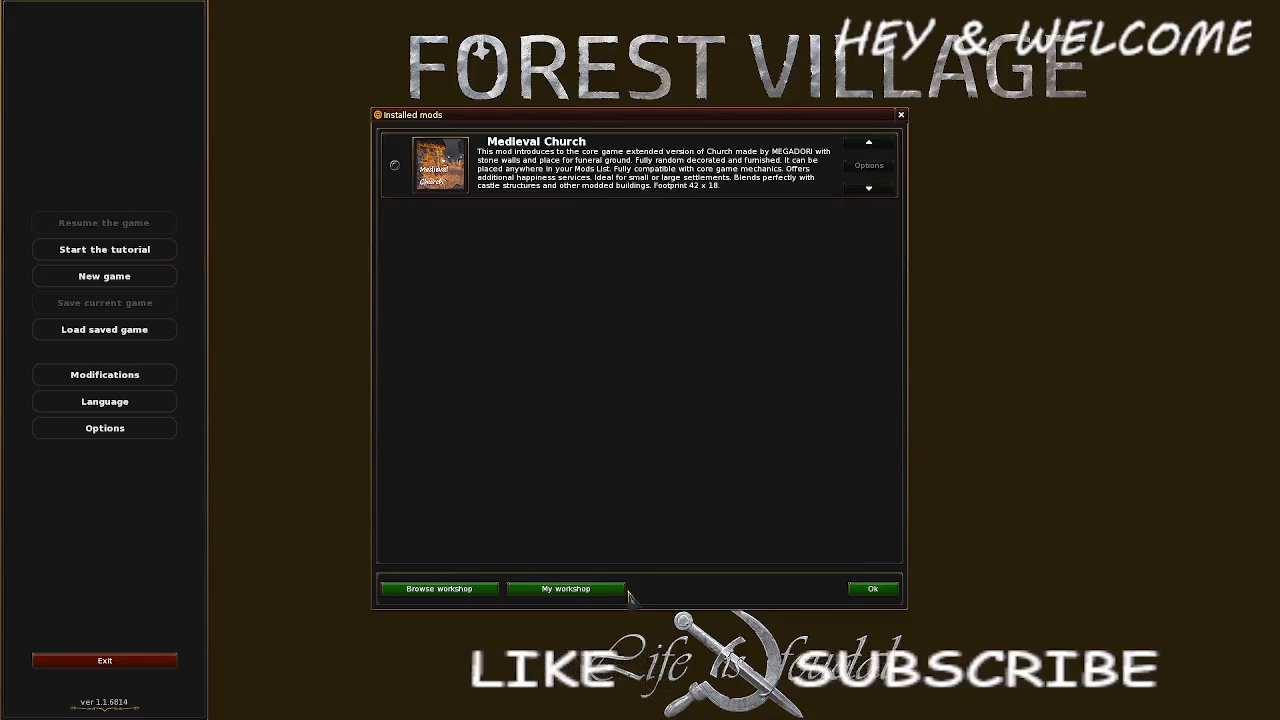 HEY & WELCOME
FOREST VILLAGE
Installed mods
Medieval Church
This mod introduces to the core game extended version of Church made by MEGADORI with
stone walls and place for funeral ground. Fully random decorated and furnished. It can be
placed anywhere in your Mods List. Fully compatible with core game mechanics. Offers
additional happiness services. Ideal for small or large settlements. Blends perfectly with
castle structures and other modded buildings. Footprint 42 x 18.
Medieval
Church
Options
Resume the game
Start the tutorial
New game
Save current game
Load saved game
Modifications
Language
Options
Browse workshop
My workshop
Ok
Life is feudal
LIKE
SUBSCRIBE
Exit
ver 1.1.6814